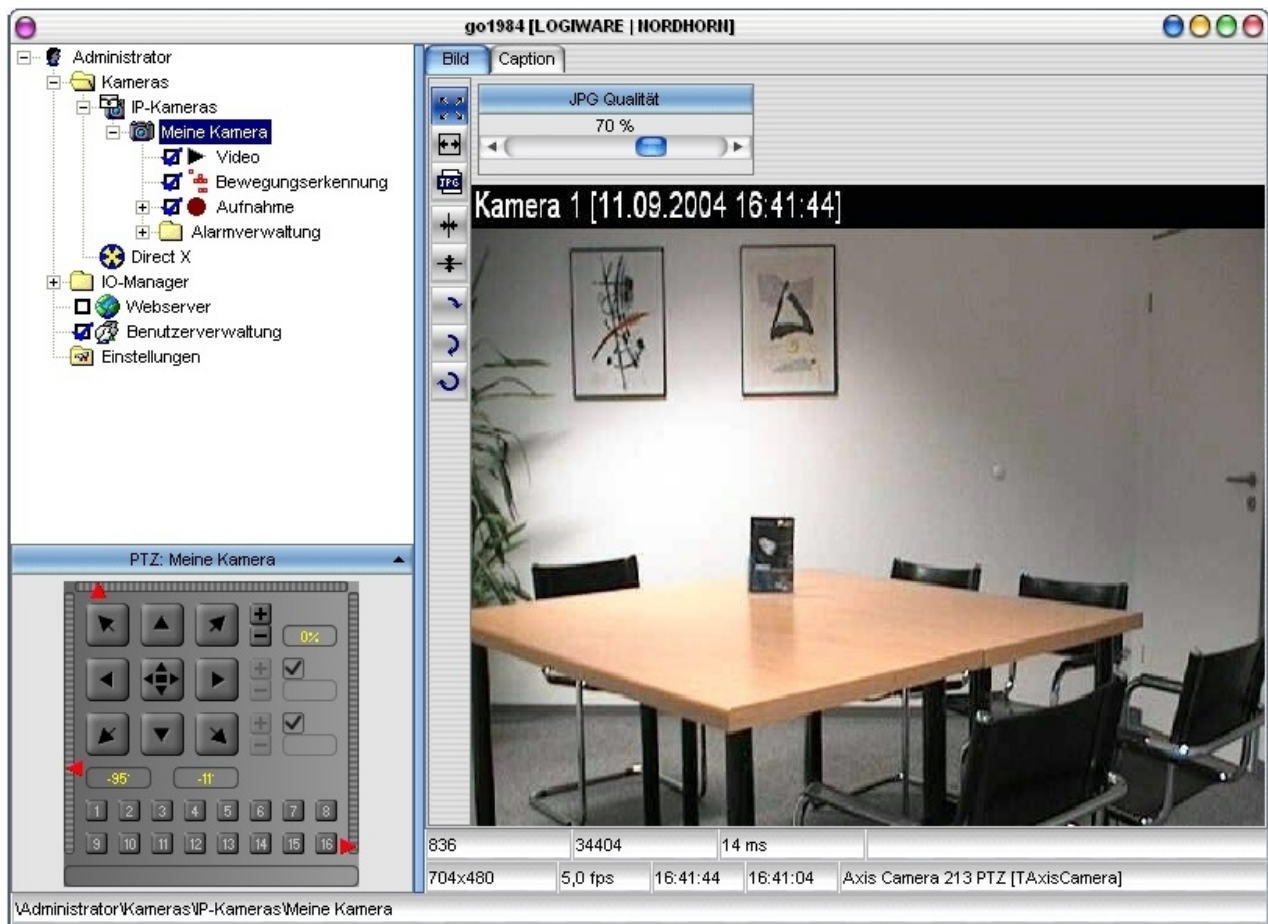 go1984 [LOGIWARE | NORDHORN]
Administrator
Kameras
IP-Kameras
Meine Kamera
Video
Bewegungserkennung
Aufnahme
Alarmverwaltung
Direct X
IO-Manager
Webserver
Benutzerverwaltung
Einstellungen
PTZ: Meine Kamera
0%
-95°
-11°
1 2 3 4 5 6 7 8
9 10 11 12 13 14 15 16
Bild Caption
JPG Qualität
70 %
JPG
Kamera 1 [11.09.2004 16:41:44]
836 34404 14 ms
704x480 5,0 fps 16:41:44 16:41:04 Axis Camera 213 PTZ [TAxisCamera]
\Administrator\Kameras\IP-Kameras\Meine Kamera